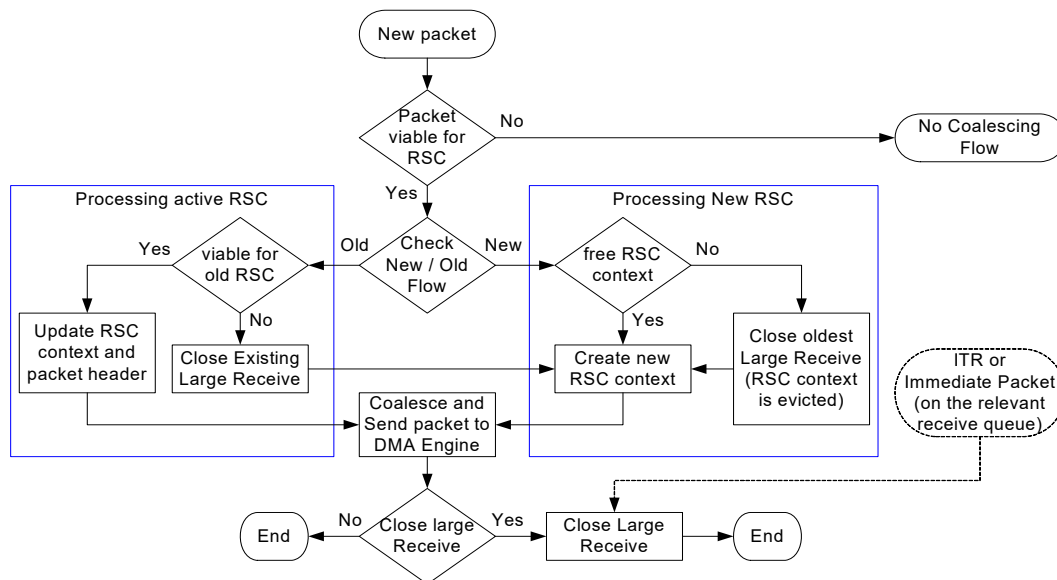 New packet
Packet
viable for
RSC
No
No Coalescing
Flow
Yes
Processing active RSC
Processing New RSC
Yes
viable for
old RSC
Old
Check
New / Old
Flow
New
free RSC
context
No
No
Yes
Update RSC
context and
packet header
Close Existing
Large Receive
Create new
RSC context
Close oldest
Large Receive
(RSC context
is evicted)
ITR or
Immediate Packet
(on the relevant
receive queue)
Coalesce and
Send packet to
DMA Engine
End
No
Close large
Receive
Yes
Close Large
Receive
End